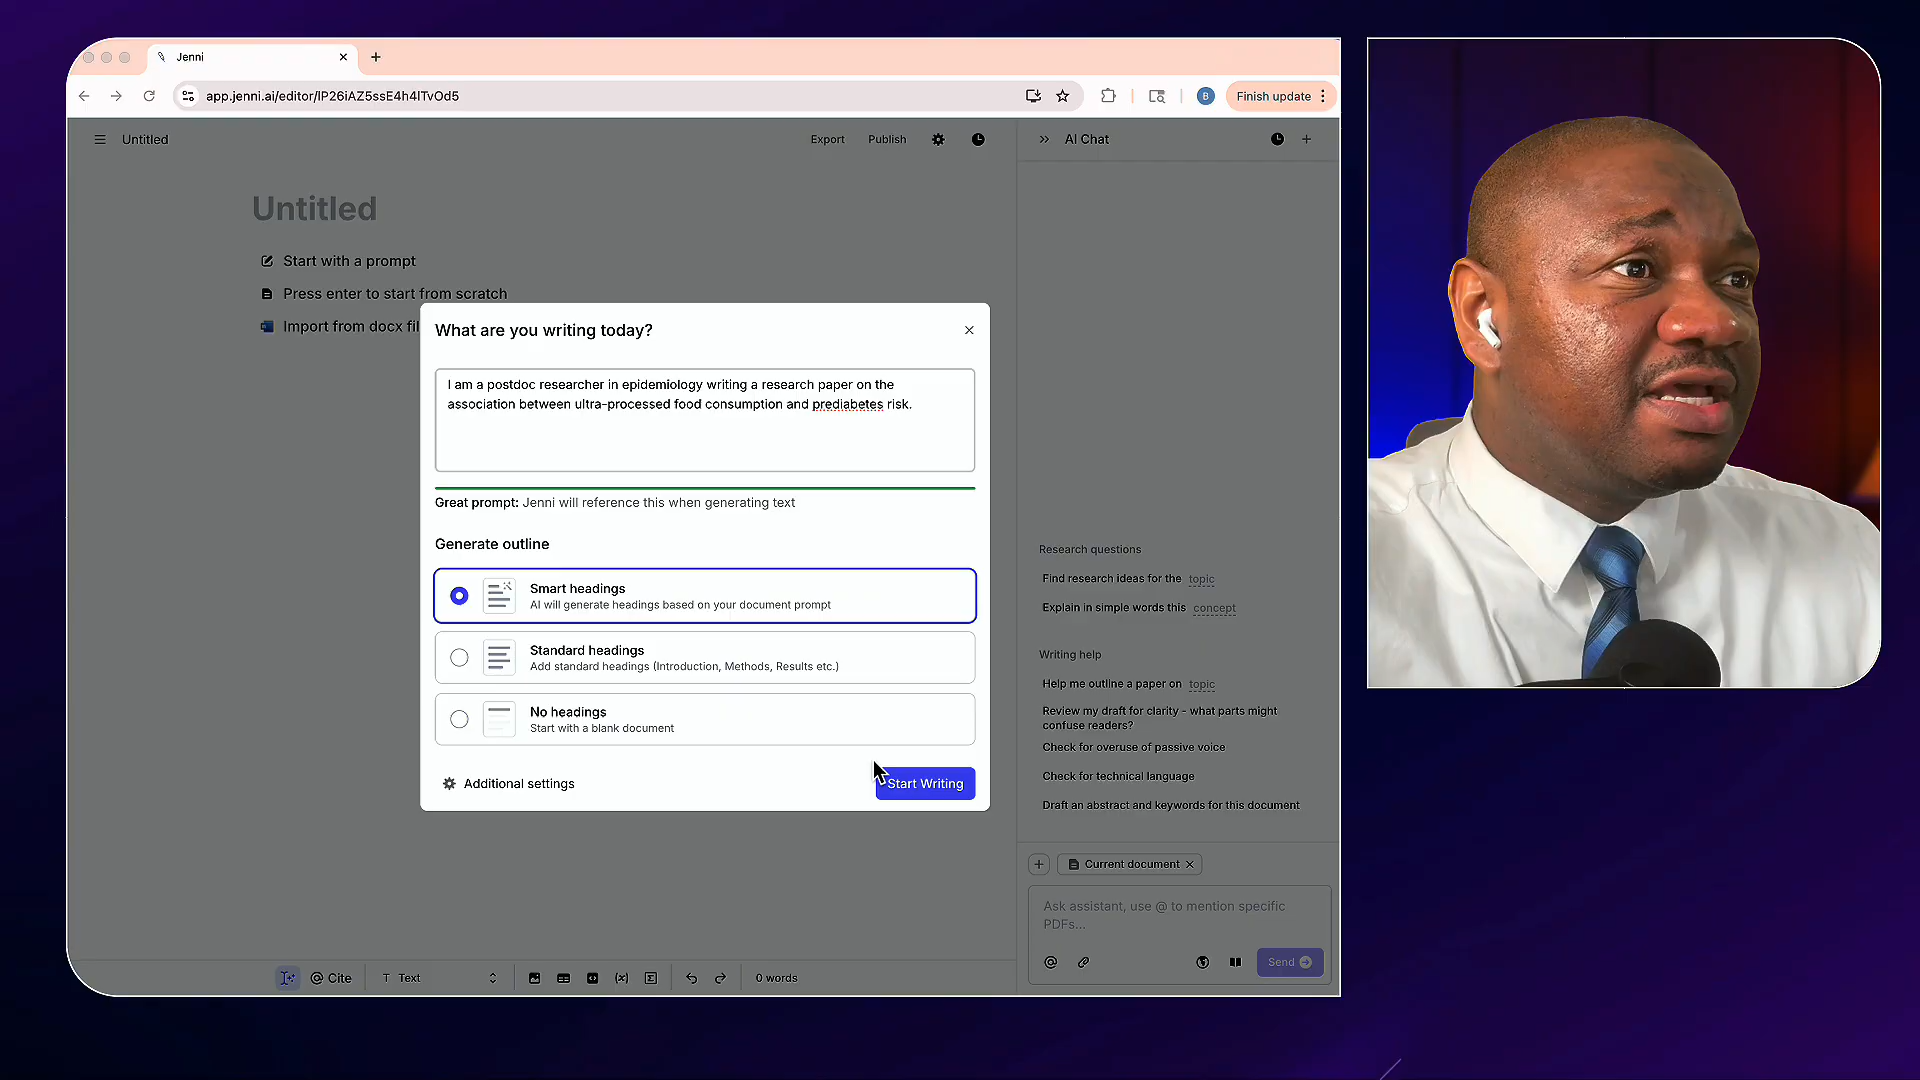 Jenni
app.jenni.ai/editor/lP26iAZ5ssE4h4lTvOd5
B
Finish update
Untitled
Export
Publish
AI Chat
Untitled
Start with a prompt
Press enter to start from scratch
Import from docx fil
What are you writing today?
I am a postdoc researcher in epidemiology writing a research paper on the
association between ultra-processed food consumption and prediabetes risk.
Great prompt: Jenni will reference this when generating text
Generate outline
Smart headings
AI will generate headings based on your document prompt
Standard headings
Add standard headings (Introduction, Methods, Results etc.)
No headings
Start with a blank document
Additional settings
Start Writing
Research questions
Find research ideas for the topic
Explain in simple words this concept
Writing help
Help me outline a paper on topic
Review my draft for clarity - what parts might
confuse readers?
Check for overuse of passive voice
Check for technical language
Draft an abstract and keywords for this document
Current document
Ask assistant, use @ to mention specific
PDFs...
Send
@ Cite
T Text
(x)
0 words